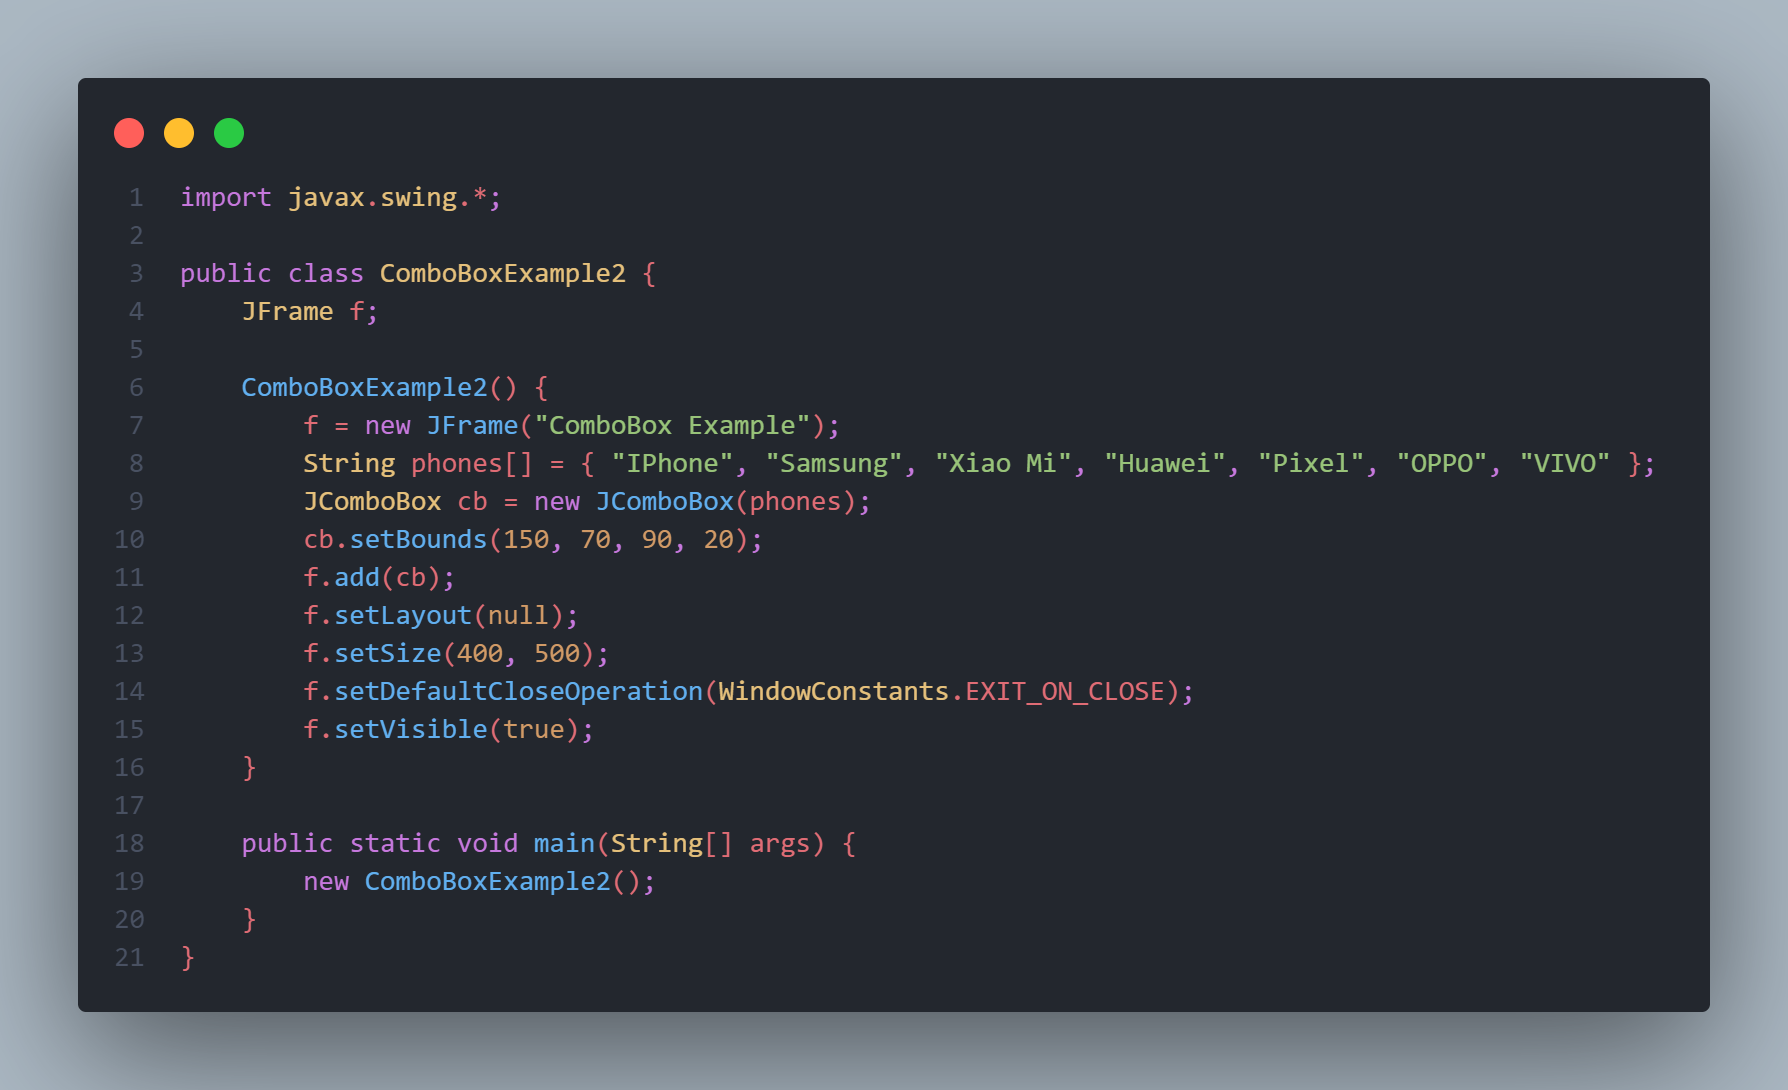 1 import javax.swing.*;
2
3 public class ComboBoxExample2 {
4     JFrame f;
5
6     ComboBoxExample2() {
7         f = new JFrame("ComboBox Example");
8         String phones[] = { "IPhone", "Samsung", "Xiao Mi", "Huawei", "Pixel", "OPPO", "VIVO" };
9         JComboBox cb = new JComboBox(phones);
10         cb.setBounds(150, 70, 90, 20);
11         f.add(cb);
12         f.setLayout(null);
13         f.setSize(400, 500);
14         f.setDefaultCloseOperation(WindowConstants.EXIT_ON_CLOSE);
15         f.setVisible(true);
16     }
17
18     public static void main(String[] args) {
19         new ComboBoxExample2();
20     }
21 }